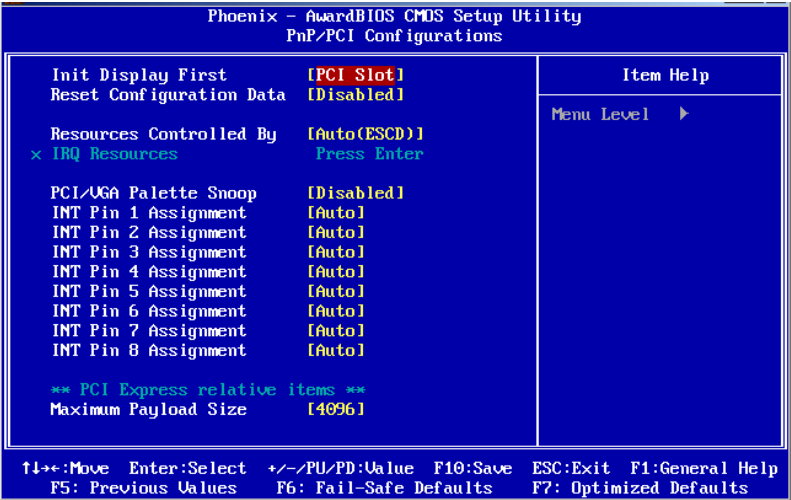 Phoenix - AwardBIOS CMOS Setup Utility
PnP/PCI Configurations
Init Display First [PCI Slot]
Reset Configuration Data [Disabled]
Resources Controlled By [Auto(ESCD)]
x IRQ Resources Press Enter
PCI/VGA Palette Snoop [Disabled]
INT Pin 1 Assignment [Auto]
INT Pin 2 Assignment [Auto]
INT Pin 3 Assignment [Auto]
INT Pin 4 Assignment [Auto]
INT Pin 5 Assignment [Auto]
INT Pin 6 Assignment [Auto]
INT Pin 7 Assignment [Auto]
INT Pin 8 Assignment [Auto]
** PCI Express relative items **
Maximum Payload Size [4096]
Item Help
Menu Level ▶
↑↓→←:Move Enter:Select +/-/PU/PD:Value F10:Save ESC:Exit F1:General Help
F5: Previous Values F6: Fail-Safe Defaults F7: Optimized Defaults